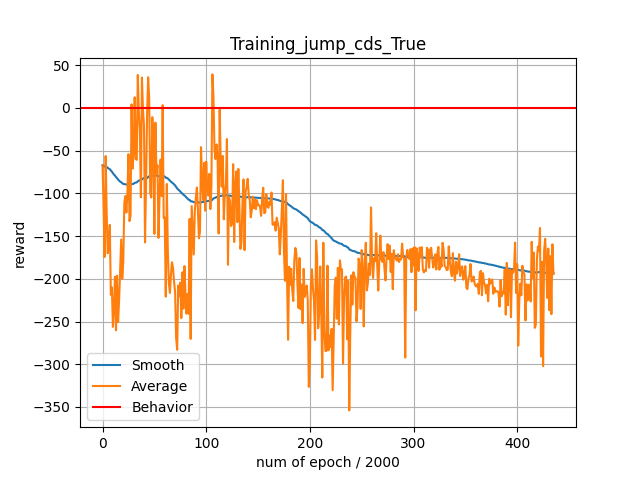 Training_jump_cds_True
reward
50
0
−50
−100
−150
−200
−250
−300
−350
Smooth
Average
Behavior
0
100
200
300
400
num of epoch / 2000